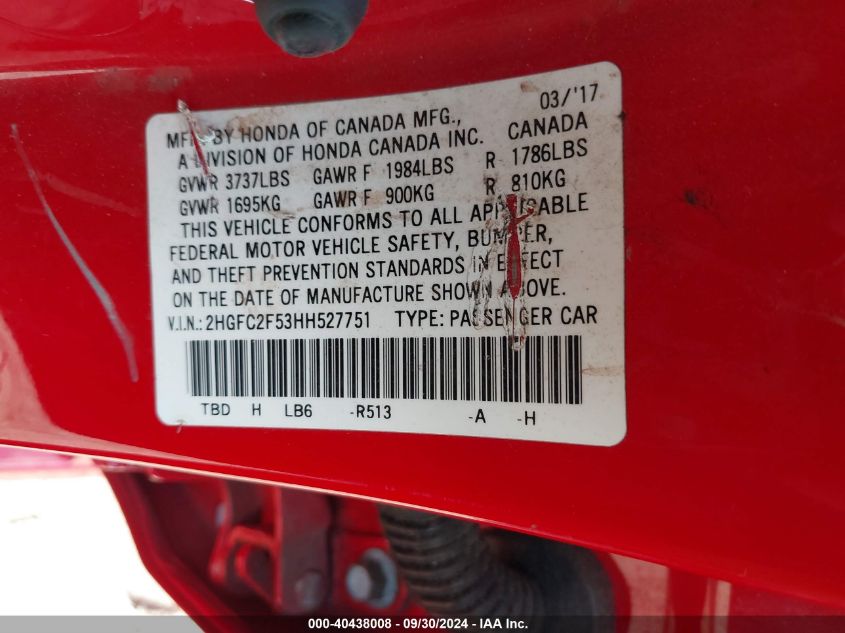 03/'17
MFD. BY HONDA OF CANADA MFG., CANADA
A DIVISION OF HONDA CANADA INC.
GVWR 3737LBS GAWR F 1984LBS R 1786LBS
GVWR 1695KG GAWR F 900KG R 810KG
THIS VEHICLE CONFORMS TO ALL APPLICABLE
FEDERAL MOTOR VEHICLE SAFETY, BUMPER,
AND THEFT PREVENTION STANDARDS IN EFFECT
ON THE DATE OF MANUFACTURE SHOWN ABOVE.
V.I.N.: 2HGFC2F53HH527751 TYPE: PASSENGER CAR
TBD H LB6 -R513 -A -H
000-40438008 - 09/30/2024 - IAA Inc.